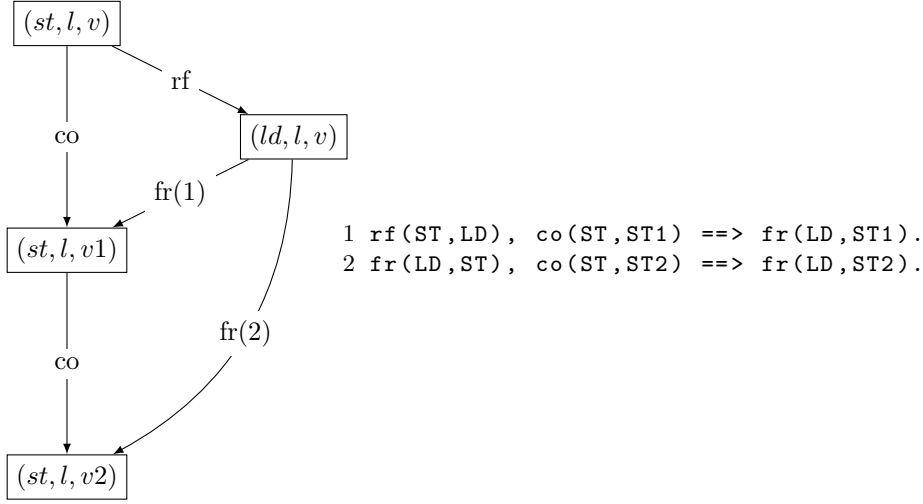 (st, l, v)
rf
co
(ld, l, v)
fr(1)
(st, l, v1)
1 rf(ST,LD), co(ST,ST1) ==> fr(LD,ST1).
2 fr(LD,ST), co(ST,ST2) ==> fr(LD,ST2).
fr(2)
co
(st, l, v2)